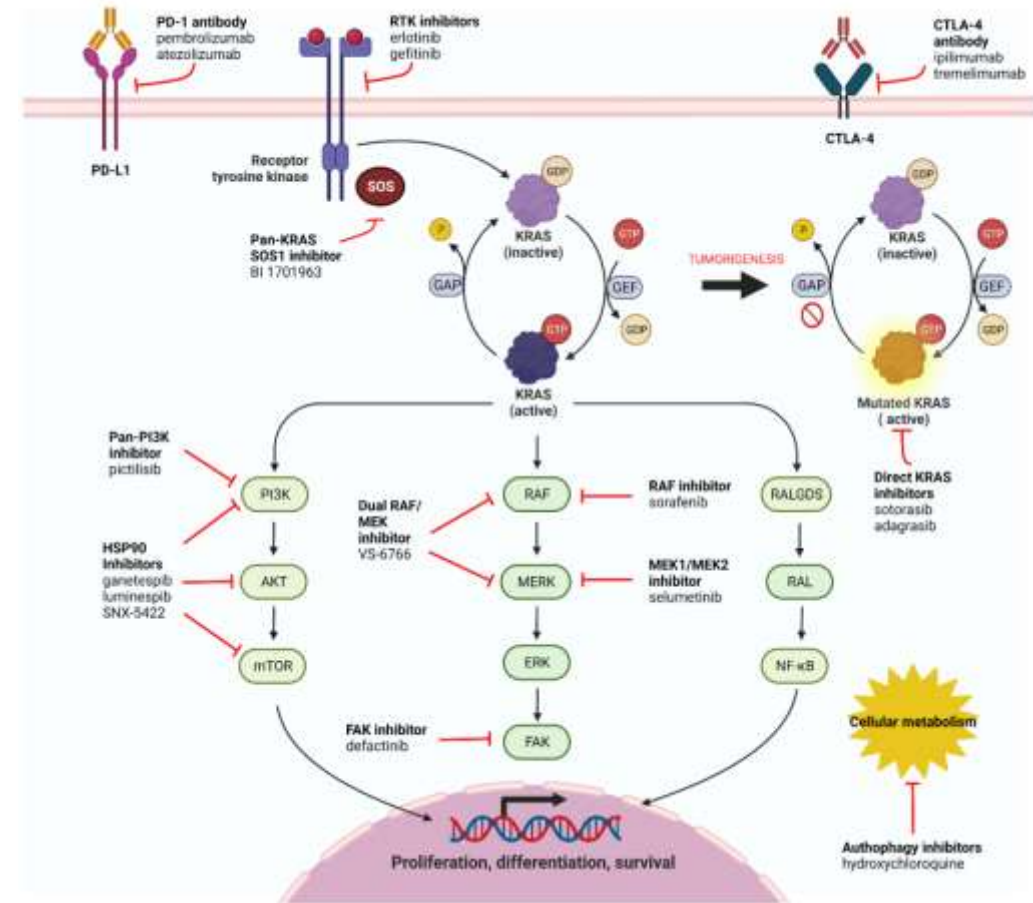 PD-1 antibody
pembrolizumab
atezolizumab
RTK inhibitors
erlotinib
gefitinib
CTLA-4
antibody
ipilimumab
tremelimumab
PD-L1
CTLA-4
Receptor
tyrosine kinase
SOS
Pan-KRAS
SOS1 inhibitor
BI 1701963
GDP
KRAS
(inactive)
P
GTP
GAP
GEF
GDP
GTP
KRAS
(active)
TUMORIGENESIS
GDP
KRAS
(inactive)
P
GTP
GAP
GEF
GDP
GTP
Mutated KRAS
( active)
Direct KRAS
inhibitors
sotorasib
adagrasib
Pan-PI3K
inhibitor
pictilisib
PI3K
RAF
RALGDS
Dual RAF/
MEK
inhibitor
VS-6766
RAF inhibitor
sorafenib
HSP90
Inhibitors
ganetespib
luminespib
SNX-5422
AKT
MERK
RAL
MEK1/MEK2
inhibitor
selumetinib
mTOR
ERK
NF-κB
FAK inhibitor
defactinib
FAK
Cellular metabolism
Authophagy inhibitors
hydroxychloroquine
Proliferation, differentiation, survival